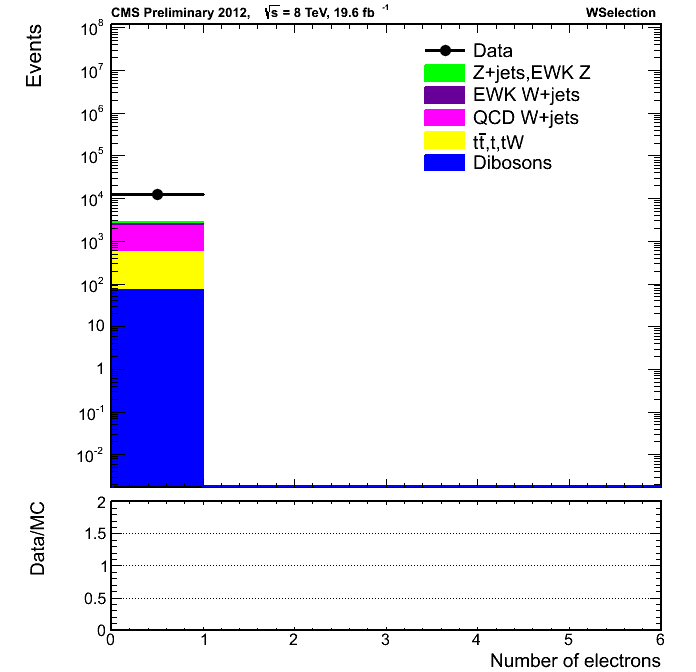 CMS Preliminary 2012, √s = 8 TeV, 19.6 fb⁻¹ WSelection
Events
10⁸
10⁷
10⁶
10⁵
10⁴
10³
10²
10
1
10⁻¹
10⁻²
Data
Z+jets,EWK Z
EWK W+jets
QCD W+jets
tt̅,t,tW
Dibosons
Data/MC
2
1.5
1
0.5
0
0 1 2 3 4 5 6
Number of electrons